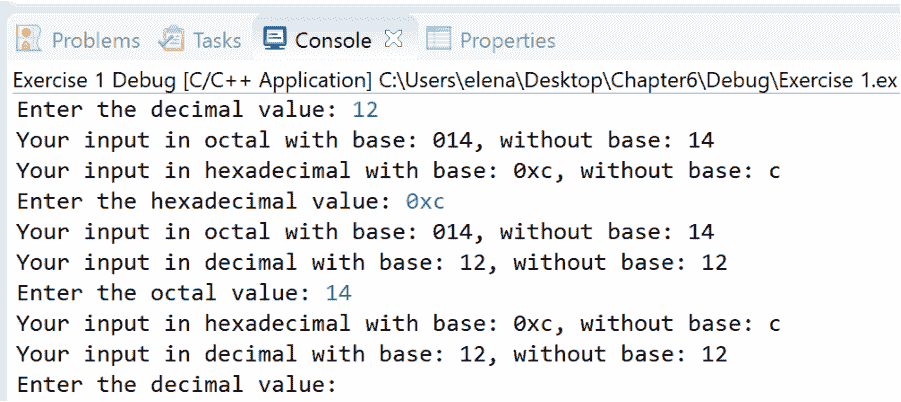 Problems Tasks Console Properties
Exercise 1 Debug [C/C++ Application] C:\Users\elena\Desktop\Chapter6\Debug\Exercise 1.ex
Enter the decimal value: 12
Your input in octal with base: 014, without base: 14
Your input in hexadecimal with base: 0xc, without base: c
Enter the hexadecimal value: 0xc
Your input in octal with base: 014, without base: 14
Your input in decimal with base: 12, without base: 12
Enter the octal value: 14
Your input in hexadecimal with base: 0xc, without base: c
Your input in decimal with base: 12, without base: 12
Enter the decimal value: